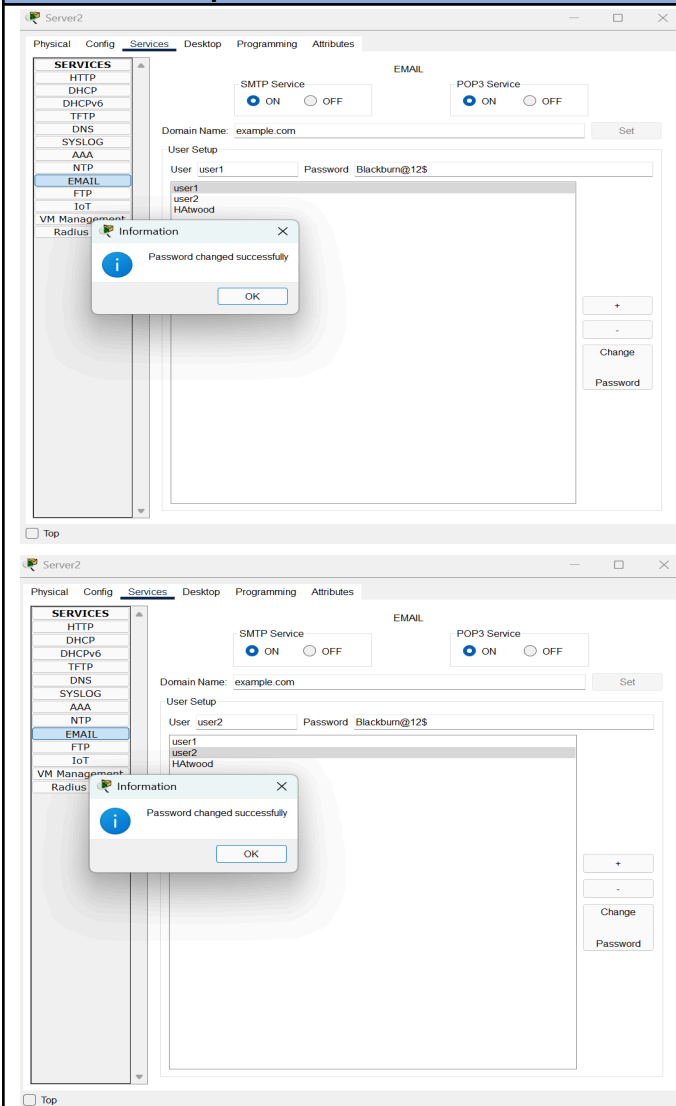 Server2
Physical Config Services Desktop Programming Attributes
SERVICES
HTTP
DHCP
DHCPv6
TFTP
DNS
SYSLOG
AAA
NTP
EMAIL
FTP
IoT
VM Management
Radius
EMAIL
SMTP Service
ON OFF
POP3 Service
ON OFF
Domain Name: example.com Set
User Setup
User user1 Password Blackburn@12$
user1
user2
HAtwood
Information
Password changed successfully
OK
+
-
Change
Password
Top
Server2
Physical Config Services Desktop Programming Attributes
SERVICES
HTTP
DHCP
DHCPv6
TFTP
DNS
SYSLOG
AAA
NTP
EMAIL
FTP
IoT
VM Management
Radius
EMAIL
SMTP Service
ON OFF
POP3 Service
ON OFF
Domain Name: example.com Set
User Setup
User user2 Password Blackburn@12$
user1
user2
HAtwood
Information
Password changed successfully
OK
+
-
Change
Password
Top